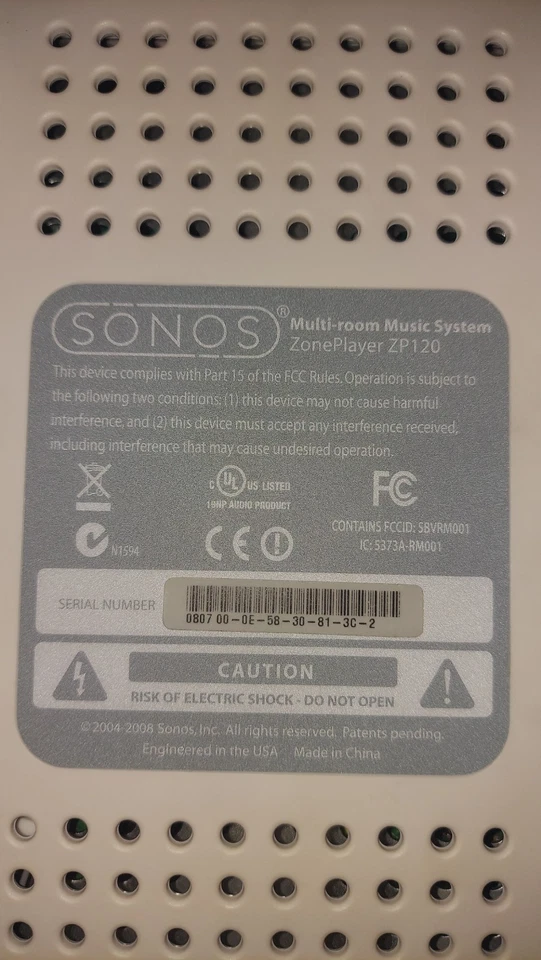 SONOS® Multi-room Music System
ZonePlayer ZP120
This device complies with Part 15 of the FCC Rules. Operation is subject to
the following two conditions: (1) this device may not cause harmful
interference, and (2) this device must accept any interference received,
including interference that may cause undesired operation.
C UL US LISTED
19NP AUDIO PRODUCT
FC
N1594
CE
CONTAINS FCCID: SBVRM001
IC: 5373A-RM001
SERIAL NUMBER
0807 00-0E-58-30-81-3C-2
CAUTION
RISK OF ELECTRIC SHOCK - DO NOT OPEN
© 2004-2008 Sonos, Inc. All rights reserved. Patents pending.
Engineered in the USA Made in China